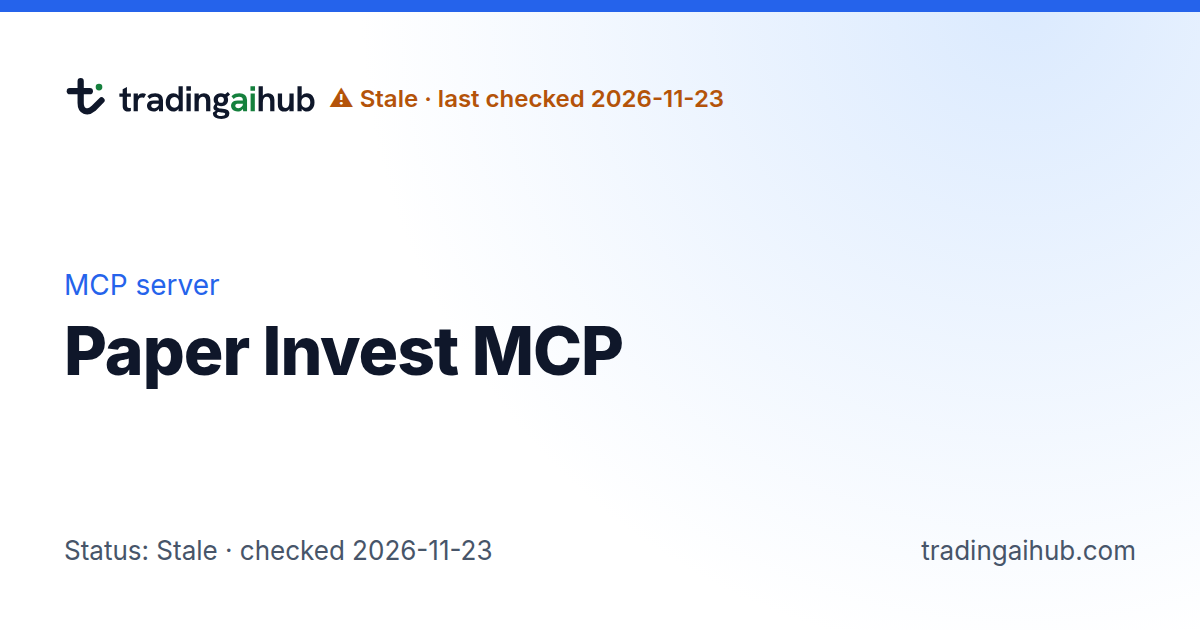 tradingaihub ⚠ Stale · last checked 2026-11-23
MCP server
Paper Invest MCP
Status: Stale · checked 2026-11-23
tradingaihub.com